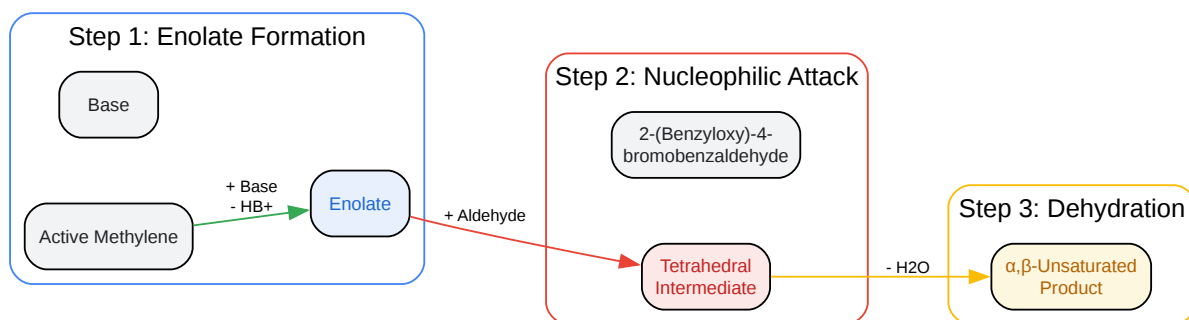 Step 1: Enolate Formation
Base
Active Methylene
+ Base
- HB+
Enolate
+ Aldehyde
Step 2: Nucleophilic Attack
2-(Benzyloxy)-4-
bromobenzaldehyde
Tetrahedral
Intermediate
- H2O
Step 3: Dehydration
α,β-Unsaturated
Product